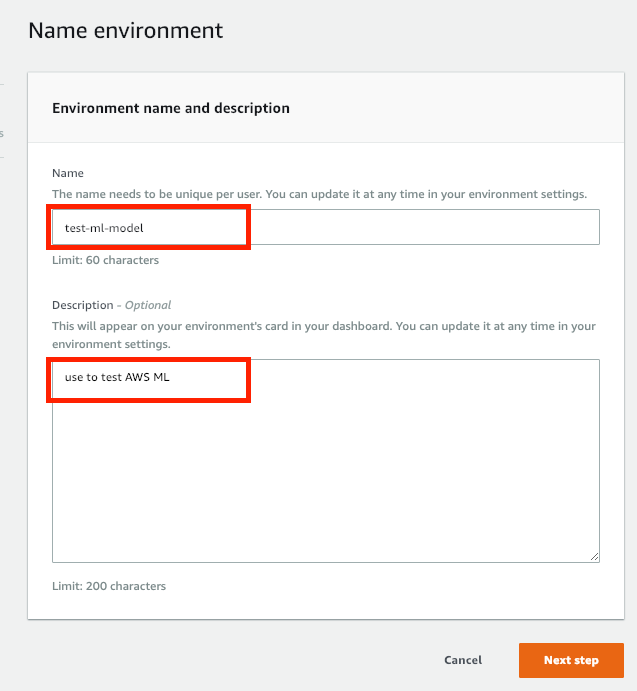 Name environment
s
Environment name and description
Name
The name needs to be unique per user. You can update it at any time in your environment settings.
test-ml-model
Limit: 60 characters
Description - Optional
This will appear on your environment's card in your dashboard. You can update it at any time in your
environment settings.
use to test AWS ML
Limit: 200 characters
Cancel
Next step